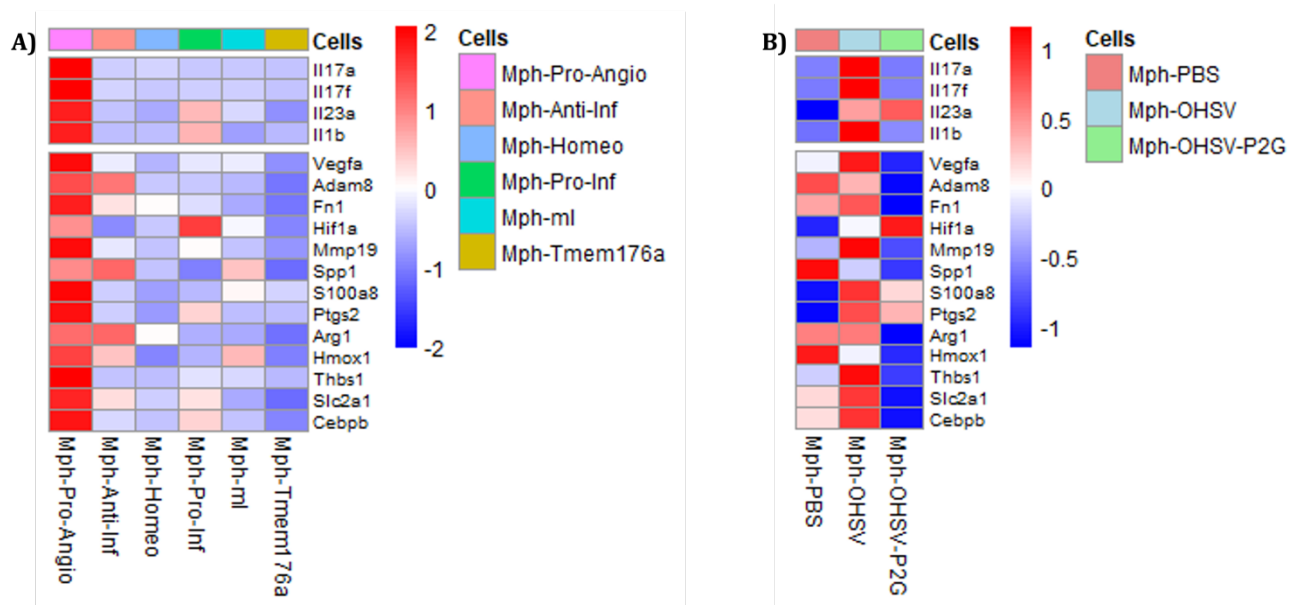 A)
Cells
Il17a
Il17f
Il23a
Il1b
Vegfa
Adam8
Fn1
Hif1a
Mmp19
Spp1
S100a8
Ptgs2
Arg1
Hmox1
Thbs1
Slc2a1
Cebpb
Mph-Pro-Angio
Mph-Anti-Inf
Mph-Homeo
Mph-Pro-Inf
Mph-ml
Mph-Tmem176a
2
1
0
-1
-2
Cells
Mph-Pro-Angio
Mph-Anti-Inf
Mph-Homeo
Mph-Pro-Inf
Mph-ml
Mph-Tmem176a
B)
Cells
Il17a
Il17f
Il23a
Il1b
Vegfa
Adam8
Fn1
Hif1a
Mmp19
Spp1
S100a8
Ptgs2
Arg1
Hmox1
Thbs1
Slc2a1
Cebpb
Mph-PBS
Mph-OHSV
Mph-OHSV-P2G
1
0.5
0
-0.5
-1
Cells
Mph-PBS
Mph-OHSV
Mph-OHSV-P2G